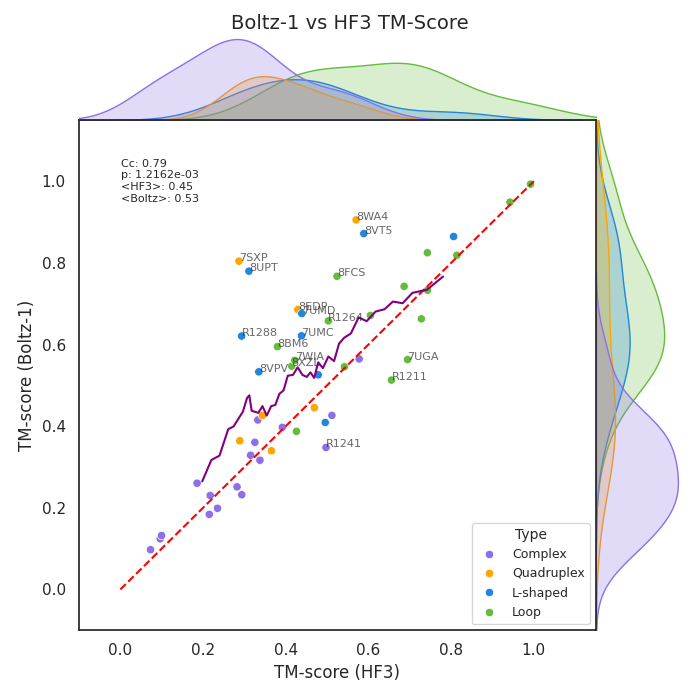 Boltz-1 vs HF3 TM-Score
Cc: 0.79
p: 1.2162e-03
<HF3>: 0.45
<Boltz>: 0.53
1.0
0.8
0.6
0.4
0.2
0.0
TM-score (Boltz-1)
8WA4
8VT5
7SXP
8UPT
8FCS
8FDP
7UMD
R1264
R1288
7UMC
8BM6
7WIA
7UGA
8XZL
8VPV
R1211
R1241
Type
Complex
Quadruplex
L-shaped
Loop
0.0 0.2 0.4 0.6 0.8 1.0
TM-score (HF3)